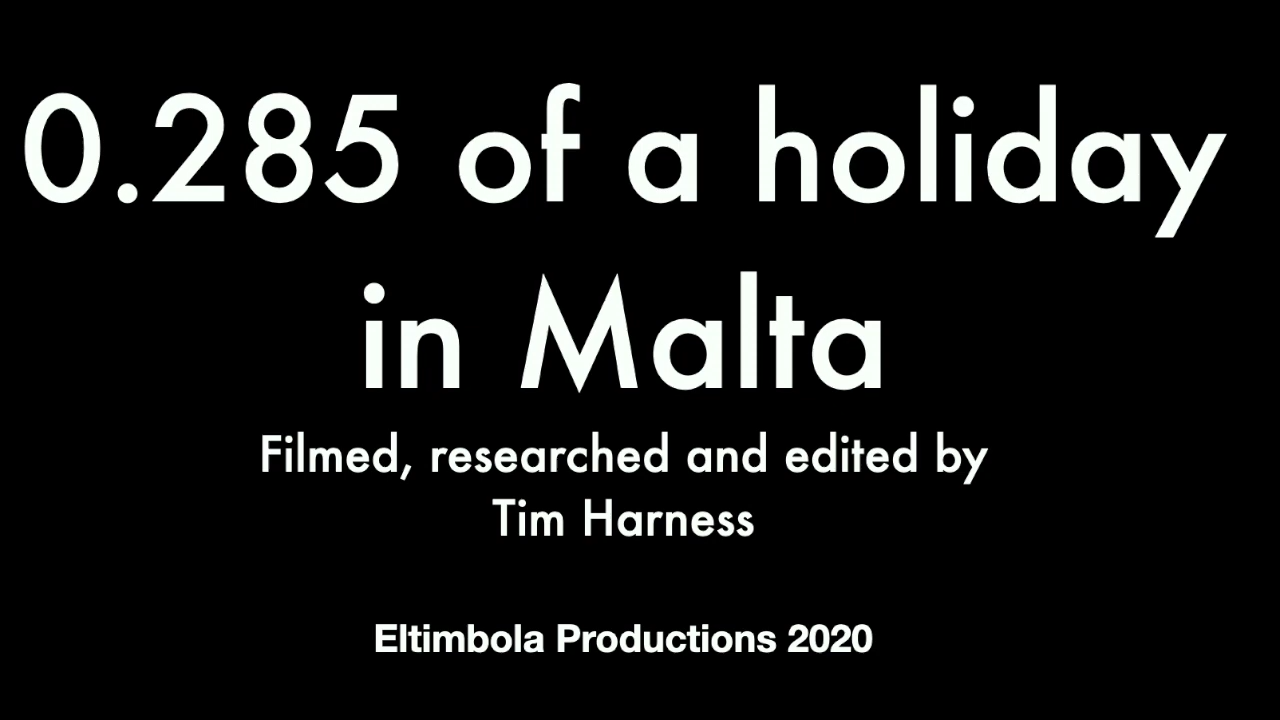 0.285 of a holiday
in Malta
Filmed, researched and edited by
Tim Harness
Eltimbola Productions 2020